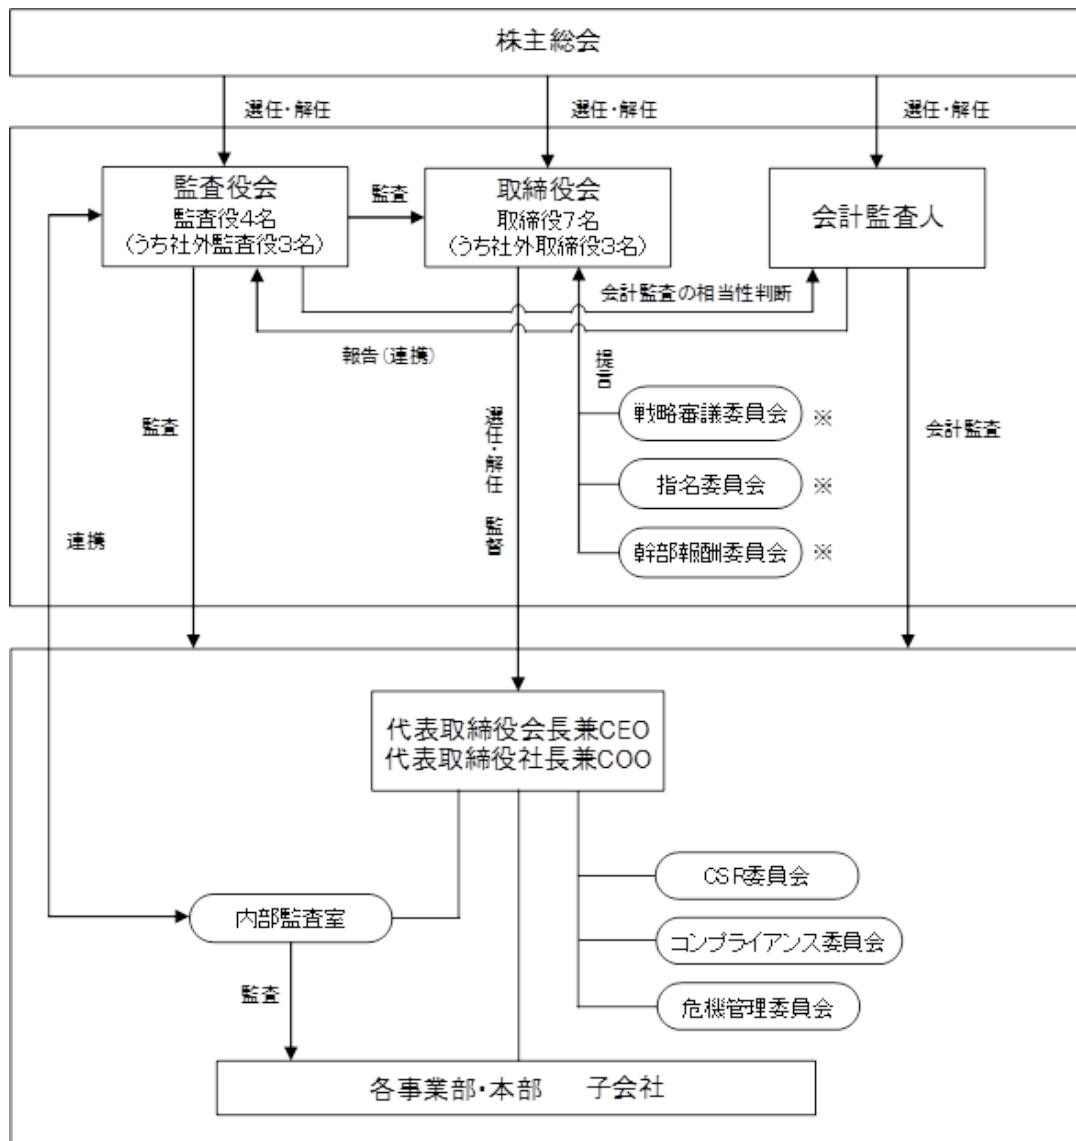 株主総会
選任・解任
選任・解任
選任・解任
監査役会
監査役4名
(うち社外監査役3名)
監査
取締役会
取締役7名
(うち社外取締役3名)
会計監査人
会計監査の相当性判断
報告(連携)
提言
監査
選任・解任 監督
戦略審議委員会 ※
会計監査
指名委員会 ※
連携
幹部報酬委員会 ※
代表取締役会長兼CEO
代表取締役社長兼COO
CSR委員会
内部監査室
コンプライアンス委員会
監査
危機管理委員会
各事業部・本部 子会社